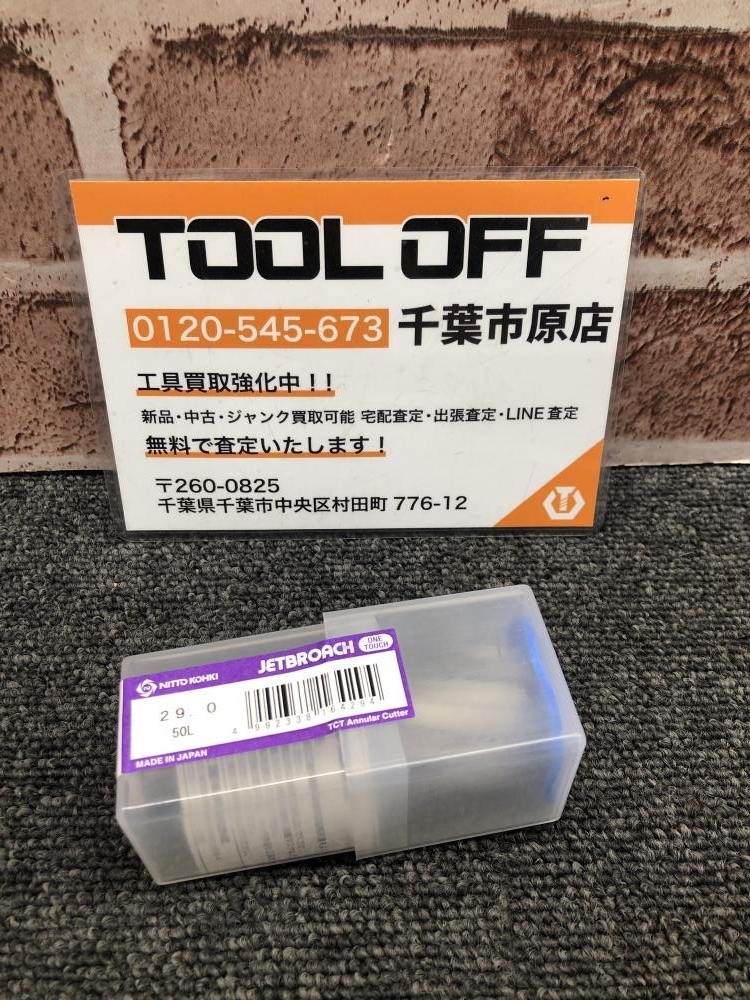 TOOL OFF
0120-545-673 千葉市原店
工具買取強化中!!
新品・中古・ジャンク買取可能 宅配査定・出張査定・LINE査定
無料で査定いたします!
〒260-0825
千葉県千葉市中央区村田町 776-12
NITTO KOHKI JETBROACH ONE TOUCH
29.0
50L
4992338164294
TCT Annular Cutter
MADE IN JAPAN